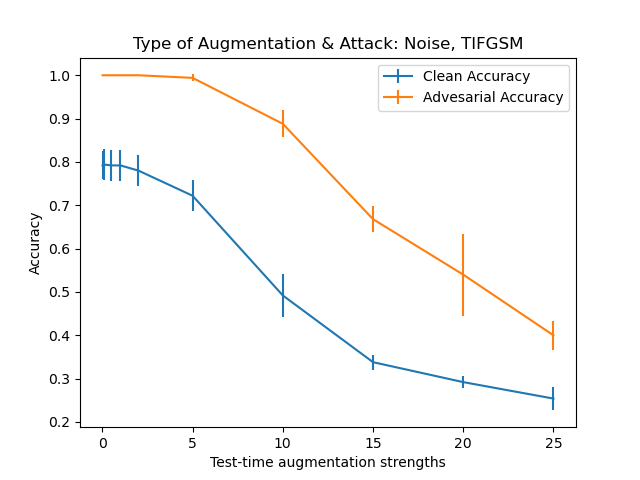 Type of Augmentation & Attack: Noise, TIFGSM
Clean Accuracy
Advesarial Accuracy
Accuracy
1.0
0.9
0.8
0.7
0.6
0.5
0.4
0.3
0.2
0 5 10 15 20 25
Test-time augmentation strengths